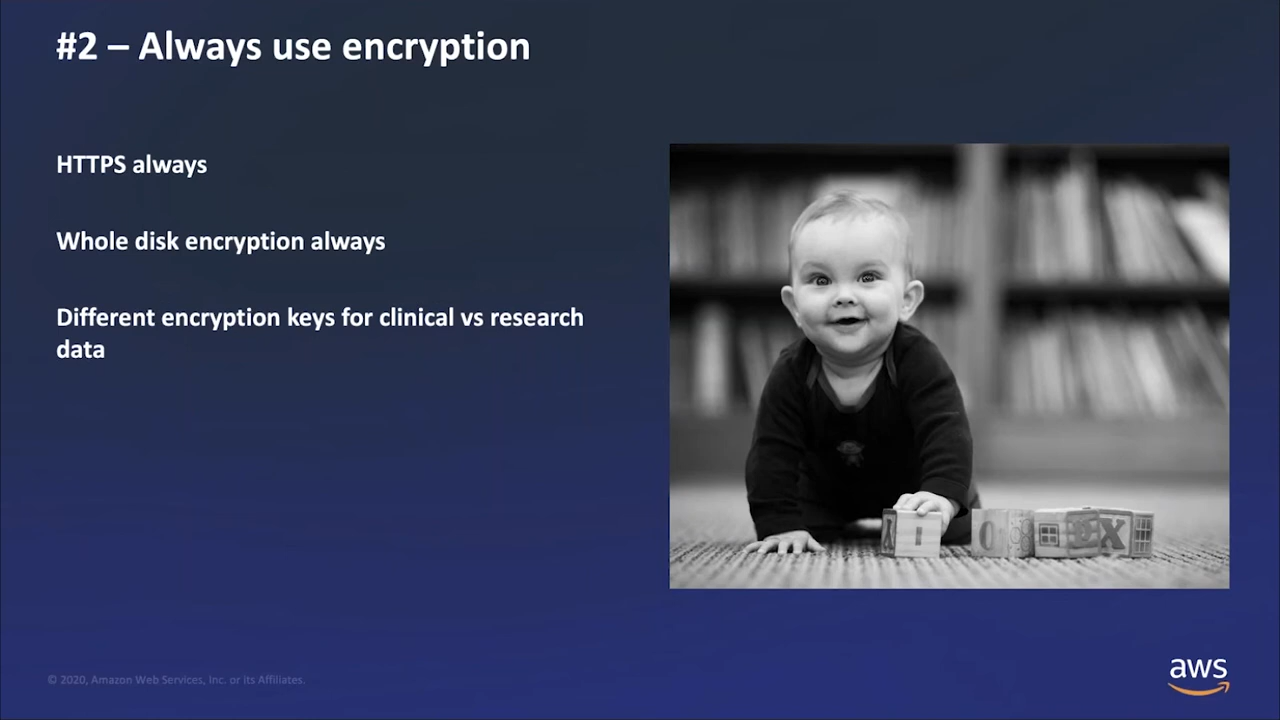 #2 – Always use encryption
HTTPS always
Whole disk encryption always
Different encryption keys for clinical vs research
data
I
O
X
© 2020, Amazon Web Services, Inc. or its Affiliates.
aws